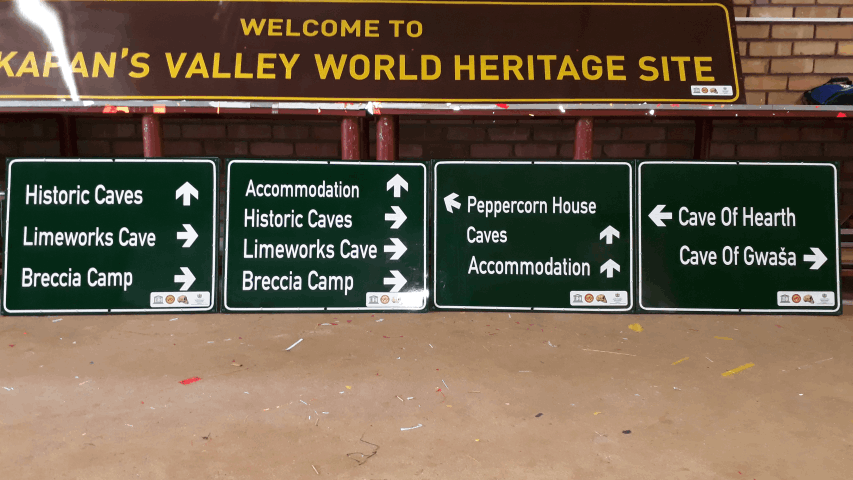 WELCOME TO
KAPAN'S VALLEY WORLD HERITAGE SITE
Historic Caves
Limeworks Cave
Breccia Camp
Accommodation
Historic Caves
Limeworks Cave
Breccia Camp
Peppercorn House
Caves
Accommodation
Cave Of Hearth
Cave Of Gwaša